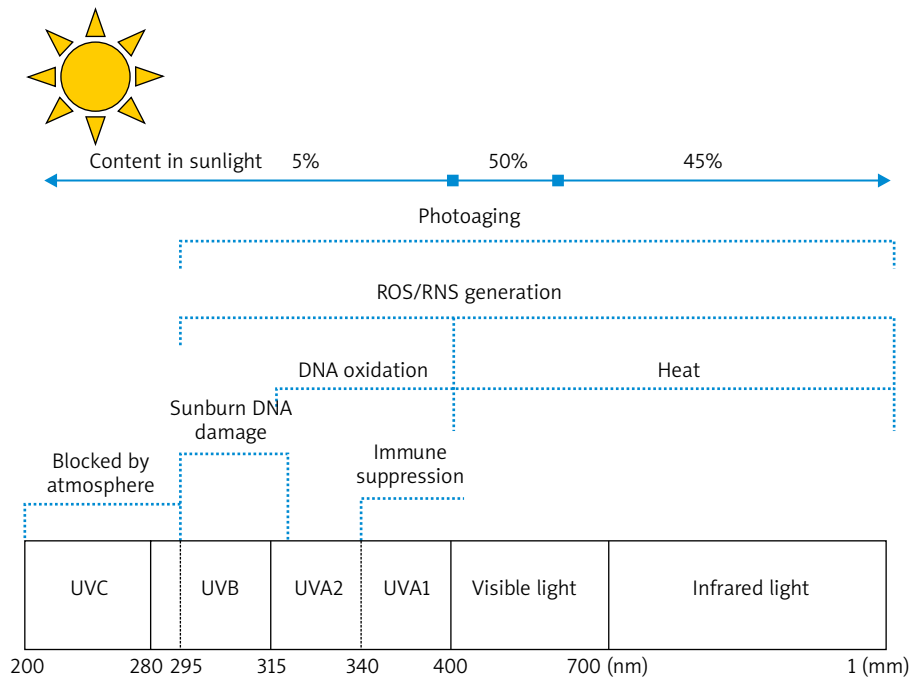 Content in sunlight 5% 50% 45%
Photoaging
ROS/RNS generation
DNA oxidation Heat
Sunburn DNA
damage
Immune
suppression
Blocked by
atmosphere
UVC UVB UVA2 UVA1 Visible light Infrared light
200 280 295 315 340 400 700 (nm) 1 (mm)